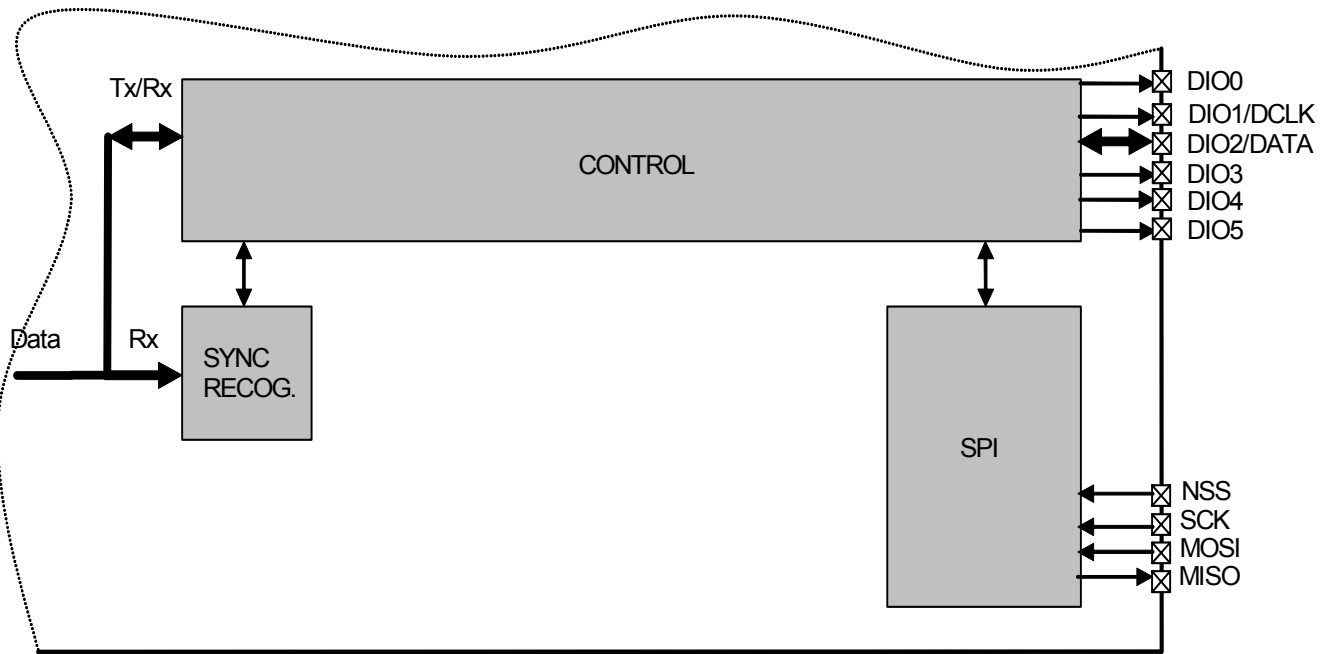 Tx/Rx
CONTROL
DIO0
DIO1/DCLK
DIO2/DATA
DIO3
DIO4
DIO5
Data
Rx
SYNC
RECOG.
SPI
NSS
SCK
MOSI
MISO